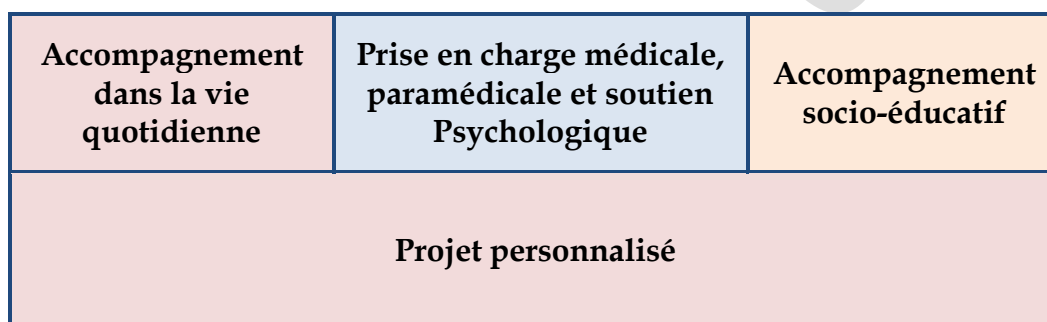 Accompagnement
dans la vie
quotidienne
Prise en charge médicale,
paramédicale et soutien
Psychologique
Accompagnement
socio-éducatif
Projet personnalisé